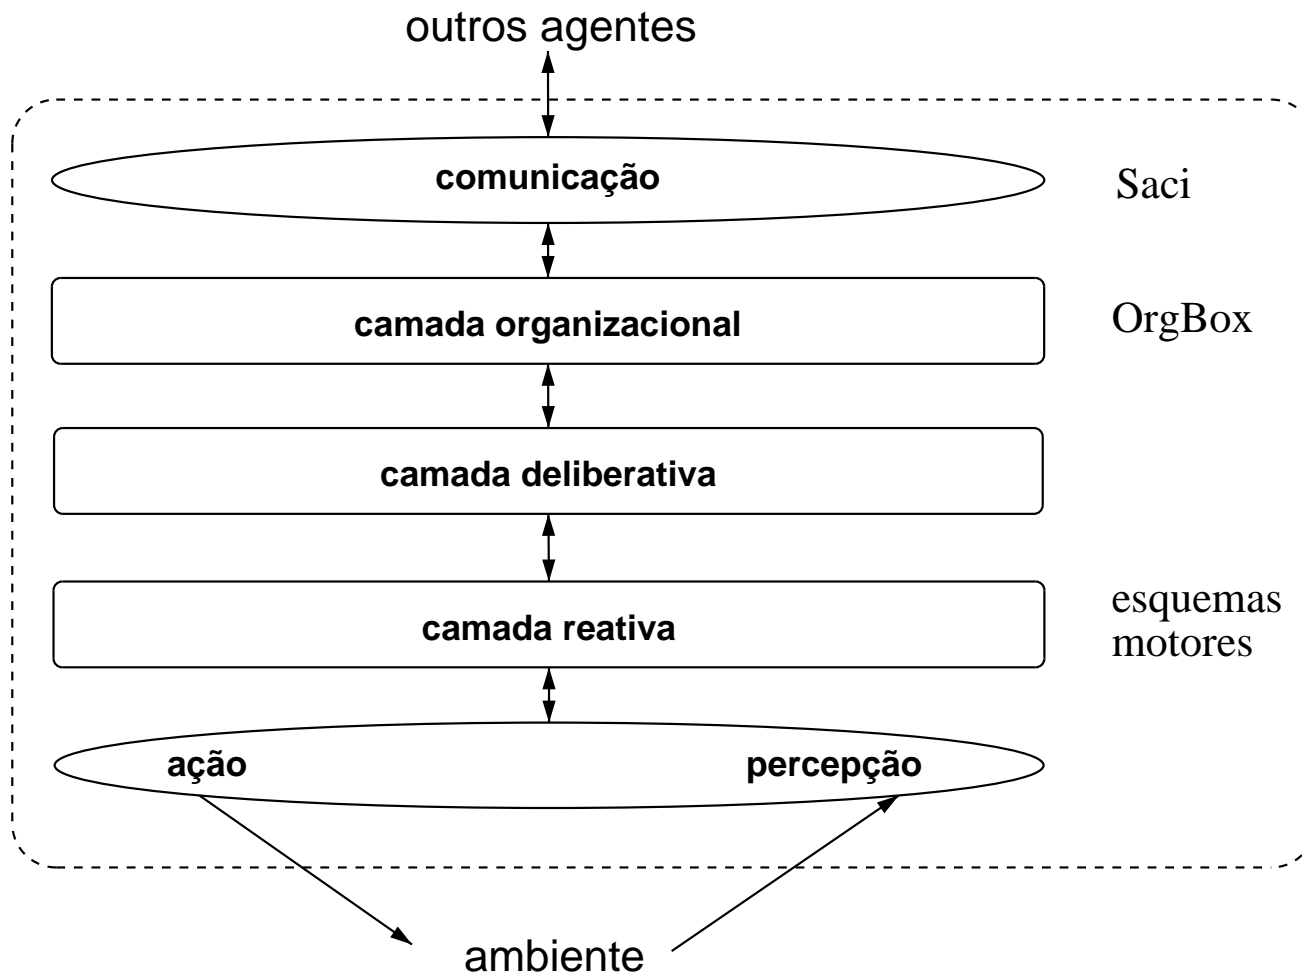 outros agentes
comunicação
Saci
camada organizacional
OrgBox
camada deliberativa
camada reativa
esquemas
motores
ação
percepção
ambiente